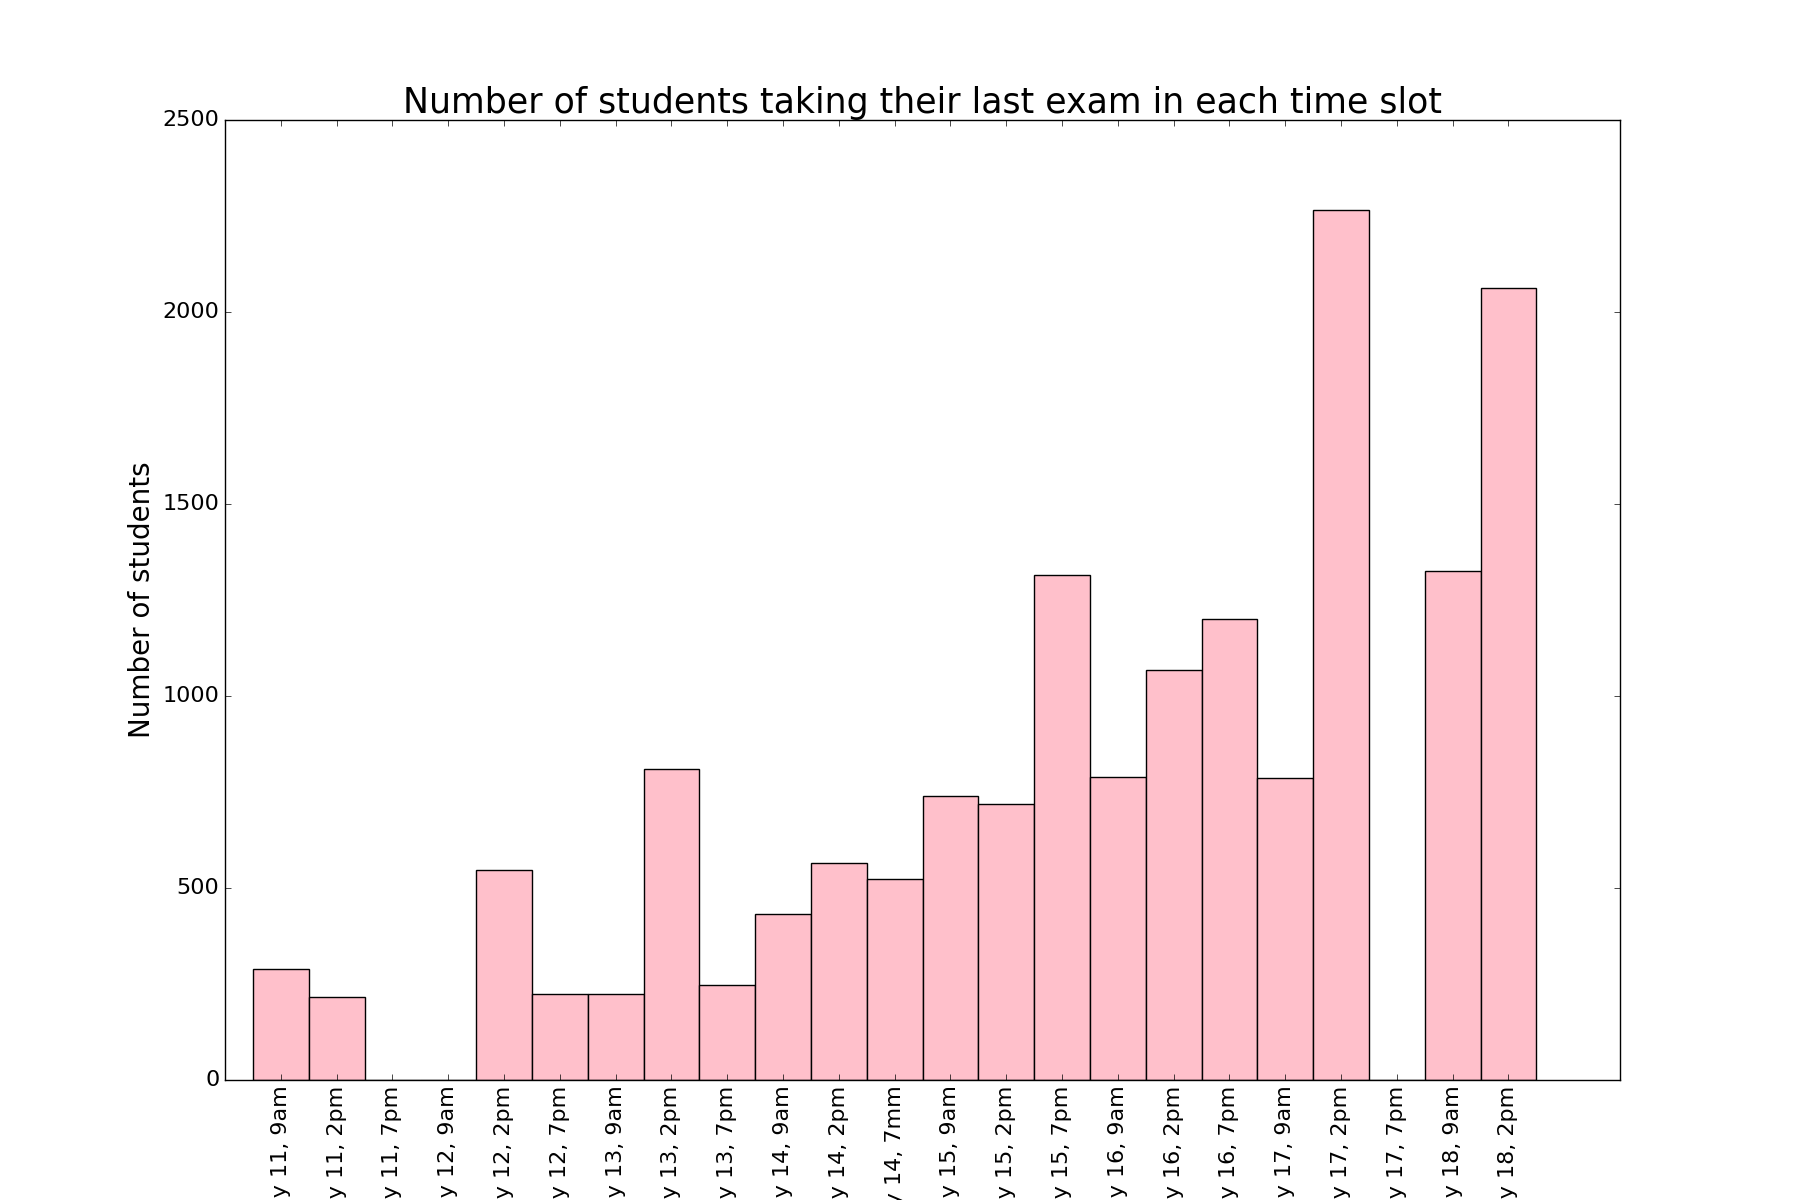 Number of students taking their last exam in each time slot
Number of students
2500
2000
1500
1000
500
0
y 11, 9am
y 11, 2pm
y 11, 7pm
y 12, 9am
y 12, 2pm
y 12, 7pm
y 13, 9am
y 13, 2pm
y 13, 7pm
y 14, 9am
y 14, 2pm
y 14, 7mm
y 15, 9am
y 15, 2pm
y 15, 7pm
y 16, 9am
y 16, 2pm
y 16, 7pm
y 17, 9am
y 17, 2pm
y 17, 7pm
y 18, 9am
y 18, 2pm